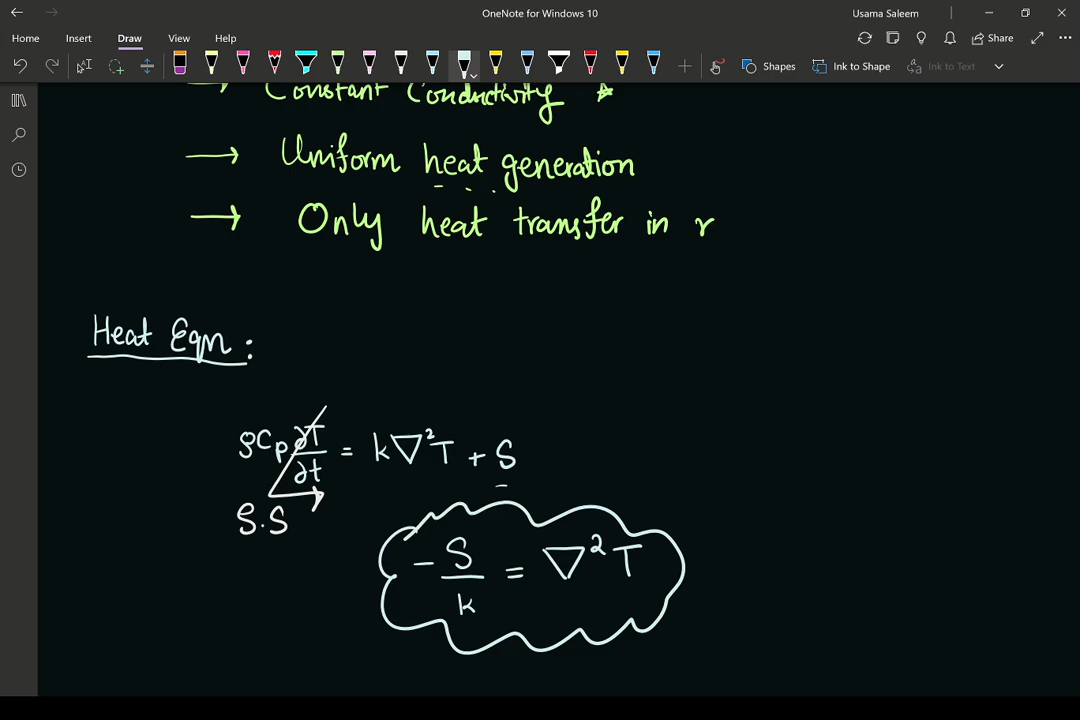 OneNote for Windows 10
Usama Saleem
Home Insert Draw View Help
Share
Shapes Ink to Shape Ink to Text
→ Constant Conductivity ☆
→ Uniform heat generation
→ Only heat transfer in r
Heat Eqn :
ρCp ∂T/∂t = k∇²T + S
S.S
-S/k = ∇²T